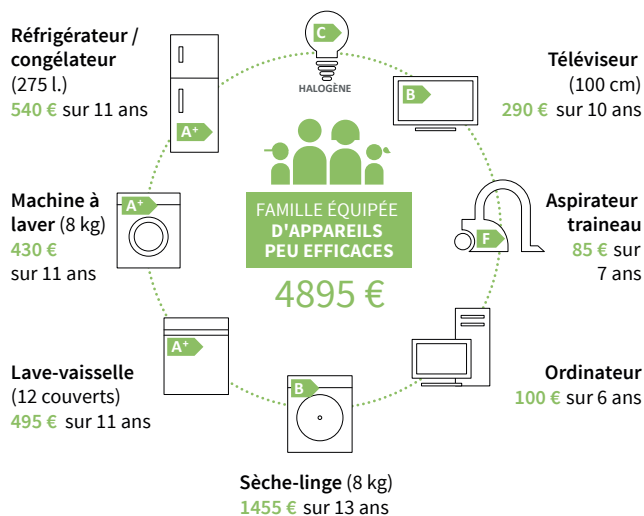 C
HALOGÈNE
Réfrigérateur /
congélateur
(275 l.)
540 € sur 11 ans
A+
B
Téléviseur
(100 cm)
290 € sur 10 ans
Machine à
laver (8 kg)
430 €
sur 11 ans
A+
FAMILLE ÉQUIPÉE
D'APPAREILS
PEU EFFICACES
4895 €
F
Aspirateur
traineau
85 € sur
7 ans
Lave-vaisselle
(12 couverts)
495 € sur 11 ans
A+
Ordinateur
100 € sur 6 ans
B
Sèche-linge (8 kg)
1455 € sur 13 ans